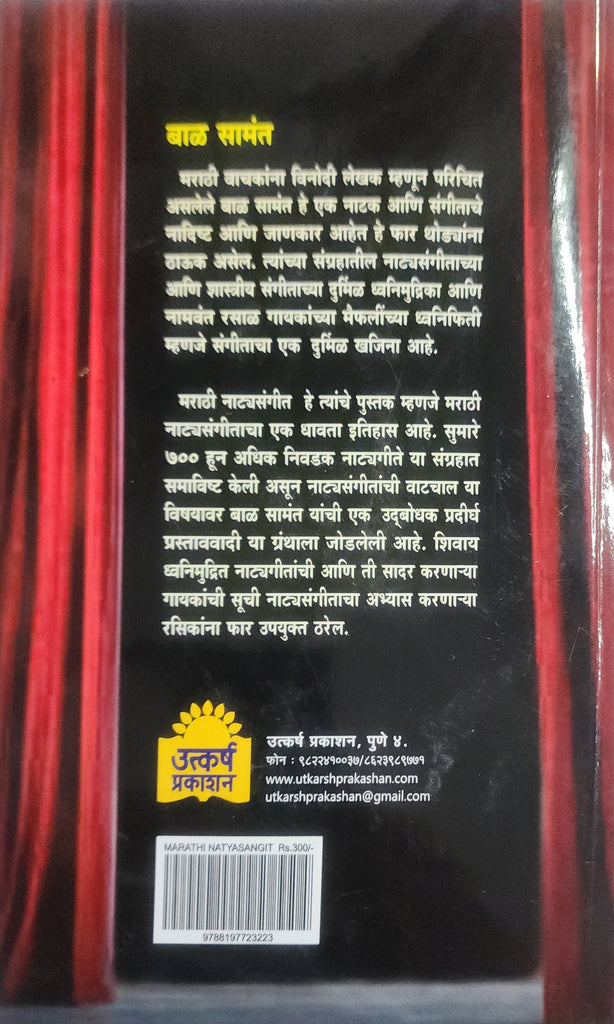 बाळ सामंत
मराठी वाचकांना विनोदी लेखक म्हणून परिचित
असलेले बाळ सामंत हे एक नाटक आणि संगीताचे
नादिष्ट आणि जाणकार आहेत हे फार थोड्यांना
ठाऊक असेल. त्यांच्या संग्रहातील नाट्यसंगीताच्या
आणि शास्त्रीय संगीताच्या दुर्मिळ ध्वनिमुद्रिका आणि
नामवंत रसाळ गायकांच्या मैफलींच्या ध्वनिफिती
म्हणजे संगीताचा एक दुर्मिळ खजिना आहे.
मराठी नाट्यसंगीत हे त्यांचे पुस्तक म्हणजे मराठी
नाट्यसंगीताचा एक धावता इतिहास आहे. सुमारे
७०० हून अधिक निवडक नाट्यगीते या संग्रहात
समाविष्ट केली असून नाट्यसंगीतांची वाटचाल या
विषयावर बाळ सामंत यांची एक उद्‌बोधक प्रदीर्घ
प्रस्ताववादी या ग्रंथाला जोडलेली आहे. शिवाय
ध्वनिमुद्रित नाट्यगीतांची आणि ती सादर करणाऱ्या
गायकांची सूची नाट्यसंगीताचा अभ्यास करणाऱ्या
रसिकांना फार उपयुक्त ठरेल.
उत्कर्ष
प्रकाशन
उत्कर्ष प्रकाशन, पुणे ४.
फोन : ९८२२४१००३७/८६२३९८९७७१
www.utkarshprakashan.com
utkarshprakashan@gmail.com
MARATHI NATYASANGIT Rs.300/-
9788197723223